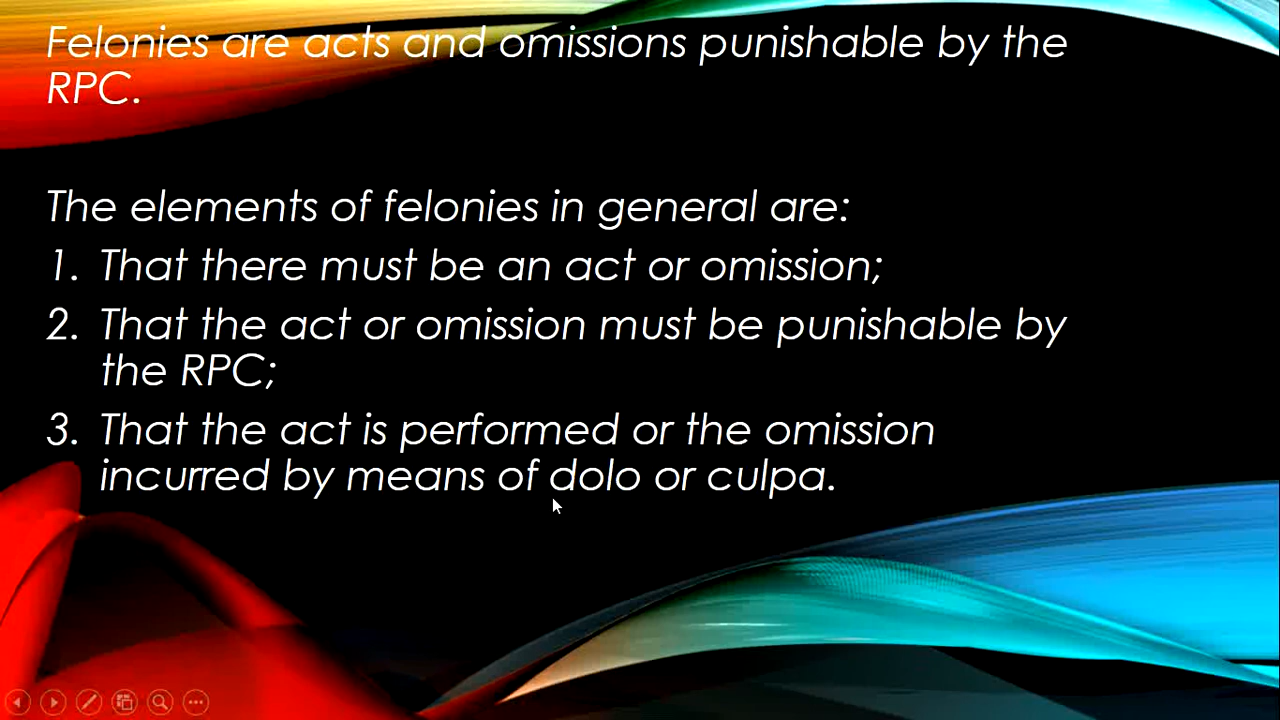 Felonies are acts and omissions punishable by the
RPC.
The elements of felonies in general are:
1. That there must be an act or omission;
2. That the act or omission must be punishable by
the RPC;
3. That the act is performed or the omission
incurred by means of dolo or culpa.